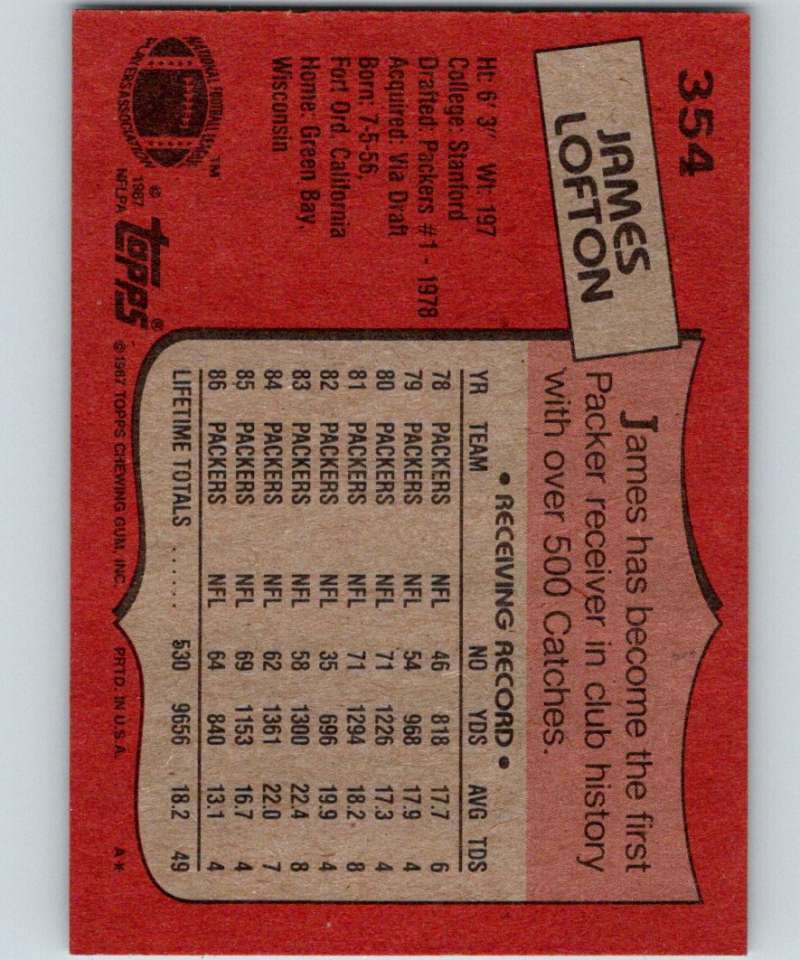 354
JAMES
LOFTON
Ht: 6' 3" Wt: 197
College: Stanford
Drafted: Packers #1 - 1978
Acquired: Via Draft
Born: 7-5-56,
Fort Ord, California
Home: Green Bay,
Wisconsin
NATIONAL FOOTBALL LEAGUE
PLAYERS ASSOCIATION
™
© 1987
NFLPA
topps®
James has become the first
Packer receiver in club history
with over 500 Catches.
• RECEIVING RECORD •
YR TEAM NO YDS AVG TDS
78 PACKERS NFL 46 818 17.7 6
79 PACKERS NFL 54 968 17.9 4
80 PACKERS NFL 71 1226 17.3 4
81 PACKERS NFL 71 1294 18.2 8
82 PACKERS NFL 35 696 19.9 4
83 PACKERS NFL 58 1300 22.4 8
84 PACKERS NFL 62 1361 22.0 7
85 PACKERS NFL 69 1153 16.7 4
86 PACKERS NFL 64 840 13.1 4
LIFETIME TOTALS ...... 530 9656 18.2 49
© 1987 TOPPS CHEWING GUM, INC. PRTD. IN U.S.A. A*